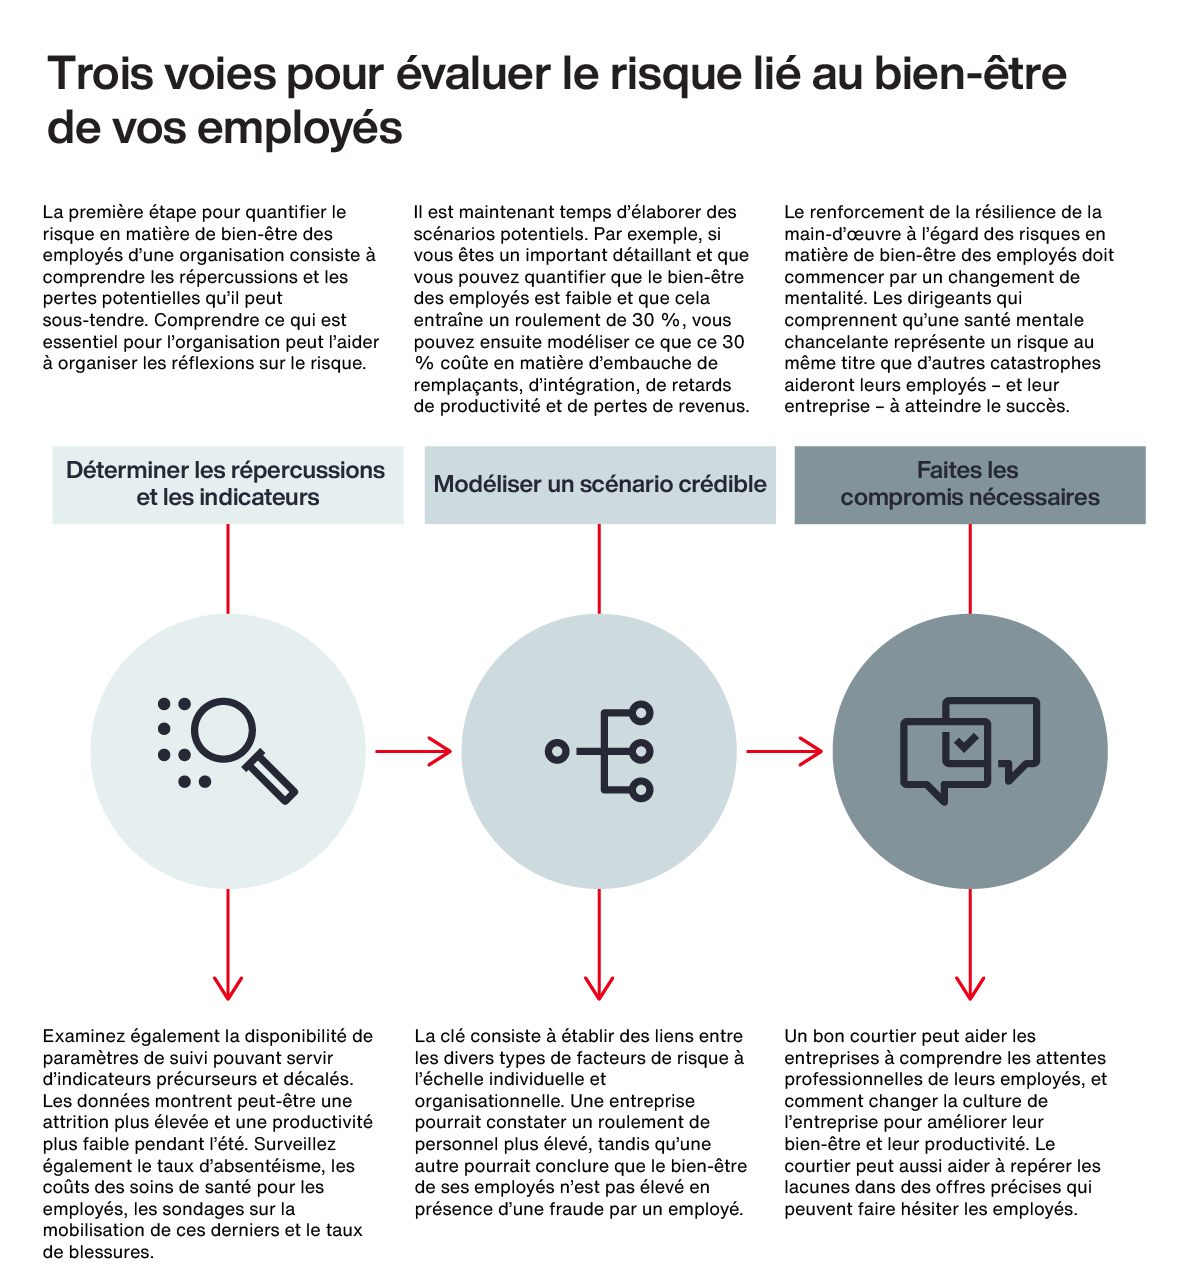 Trois voies pour évaluer le risque lié au bien-être
de vos employés
La première étape pour quantifier le
risque en matière de bien-être des
employés d’une organisation consiste à
comprendre les répercussions et les
pertes potentielles qu’il peut
sous-tendre. Comprendre ce qui est
essentiel pour l’organisation peut l’aider
à organiser les réflexions sur le risque.
Il est maintenant temps d’élaborer des
scénarios potentiels. Par exemple, si
vous êtes un important détaillant et que
vous pouvez quantifier que le bien-être
des employés est faible et que cela
entraîne un roulement de 30 %, vous
pouvez ensuite modéliser ce que ce 30
% coûte en matière d’embauche de
remplaçants, d’intégration, de retards
de productivité et de pertes de revenus.
Le renforcement de la résilience de la
main-d’œuvre à l’égard des risques en
matière de bien-être des employés doit
commencer par un changement de
mentalité. Les dirigeants qui
comprennent qu’une santé mentale
chancelante représente un risque au
même titre que d’autres catastrophes
aideront leurs employés – et leur
entreprise – à atteindre le succès.
Déterminer les répercussions
et les indicateurs
Modéliser un scénario crédible
Faites les
compromis nécessaires
Examinez également la disponibilité de
paramètres de suivi pouvant servir
d’indicateurs précurseurs et décalés.
Les données montrent peut-être une
attrition plus élevée et une productivité
plus faible pendant l’été. Surveillez
également le taux d’absentéisme, les
coûts des soins de santé pour les
employés, les sondages sur la
mobilisation de ces derniers et le taux
de blessures.
La clé consiste à établir des liens entre
les divers types de facteurs de risque à
l’échelle individuelle et
organisationnelle. Une entreprise
pourrait constater un roulement de
personnel plus élevé, tandis qu’une
autre pourrait conclure que le bien-être
de ses employés n’est pas élevé en
présence d’une fraude par un employé.
Un bon courtier peut aider les
entreprises à comprendre les attentes
professionnelles de leurs employés, et
comment changer la culture de
l’entreprise pour améliorer leur
bien-être et leur productivité. Le
courtier peut aussi aider à repérer les
lacunes dans des offres précises qui
peuvent faire hésiter les employés.